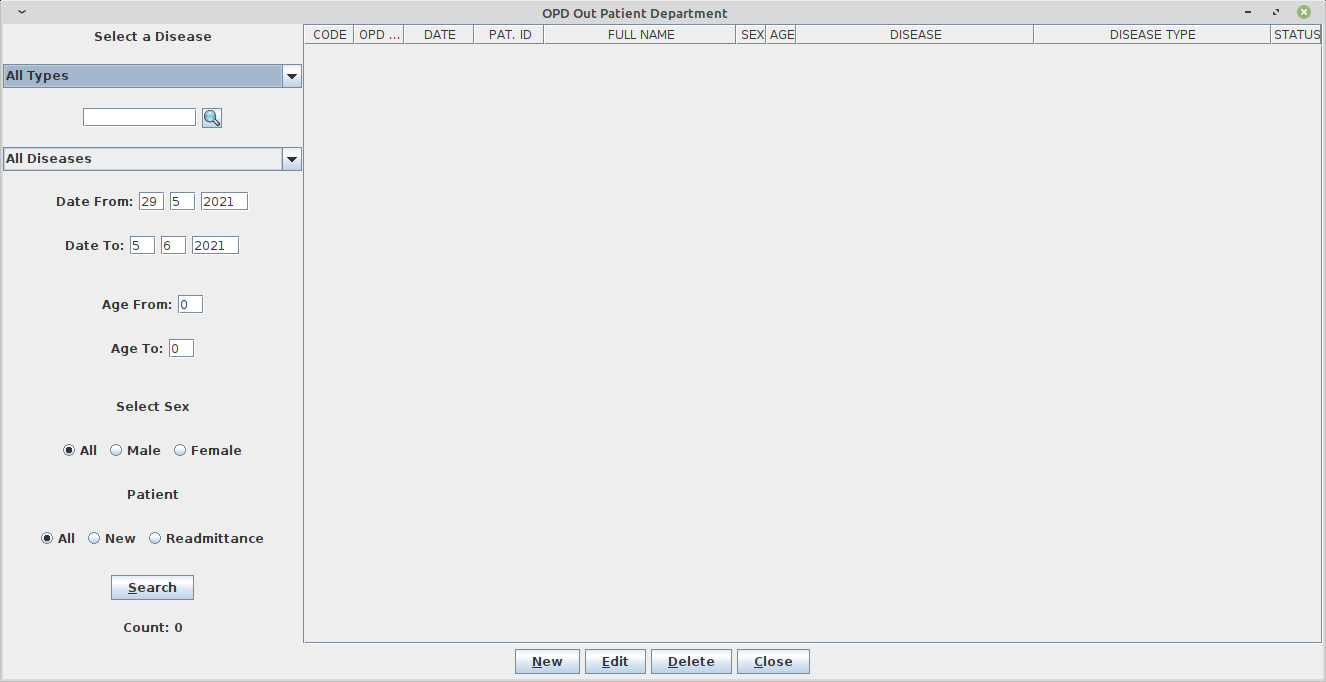 OPD Out Patient Department
Select a Disease
All Types
All Diseases
Date From: 29 5 2021
Date To: 5 6 2021
Age From: 0
Age To: 0
Select Sex
All Male Female
Patient
All New Readmittance
Search
Count: 0
CODE OPD ... DATE PAT. ID FULL NAME SEX AGE DISEASE DISEASE TYPE STATUS
New Edit Delete Close